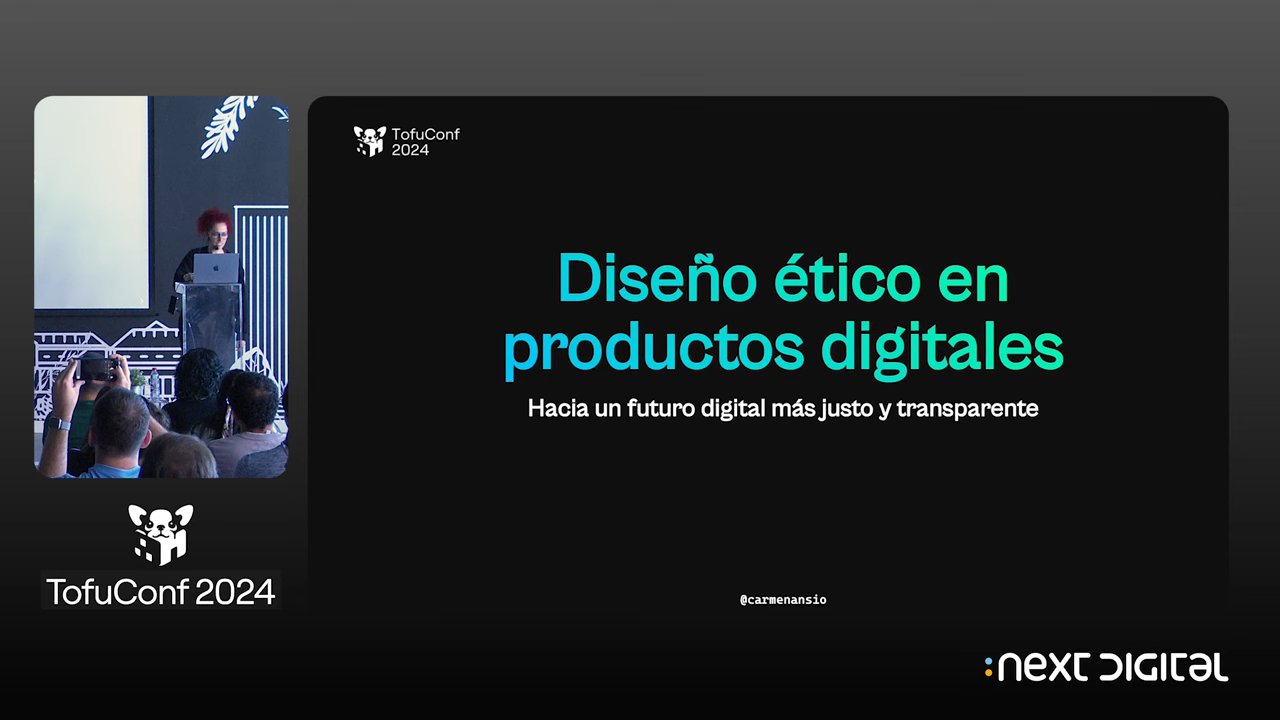 TofuConf
2024
Diseño ético en
productos digitales
Hacia un futuro digital más justo y transparente
@carmenansio
TofuConf 2024
:next DIGITAL